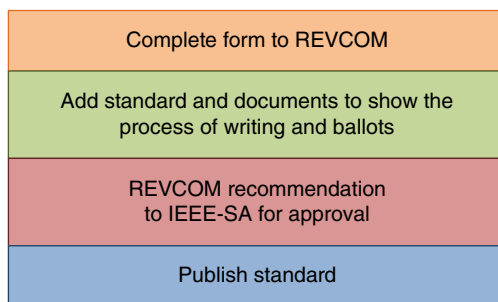 Complete form to REVCOM
Add standard and documents to show the
process of writing and ballots
REVCOM recommendation
to IEEE-SA for approval
Publish standard